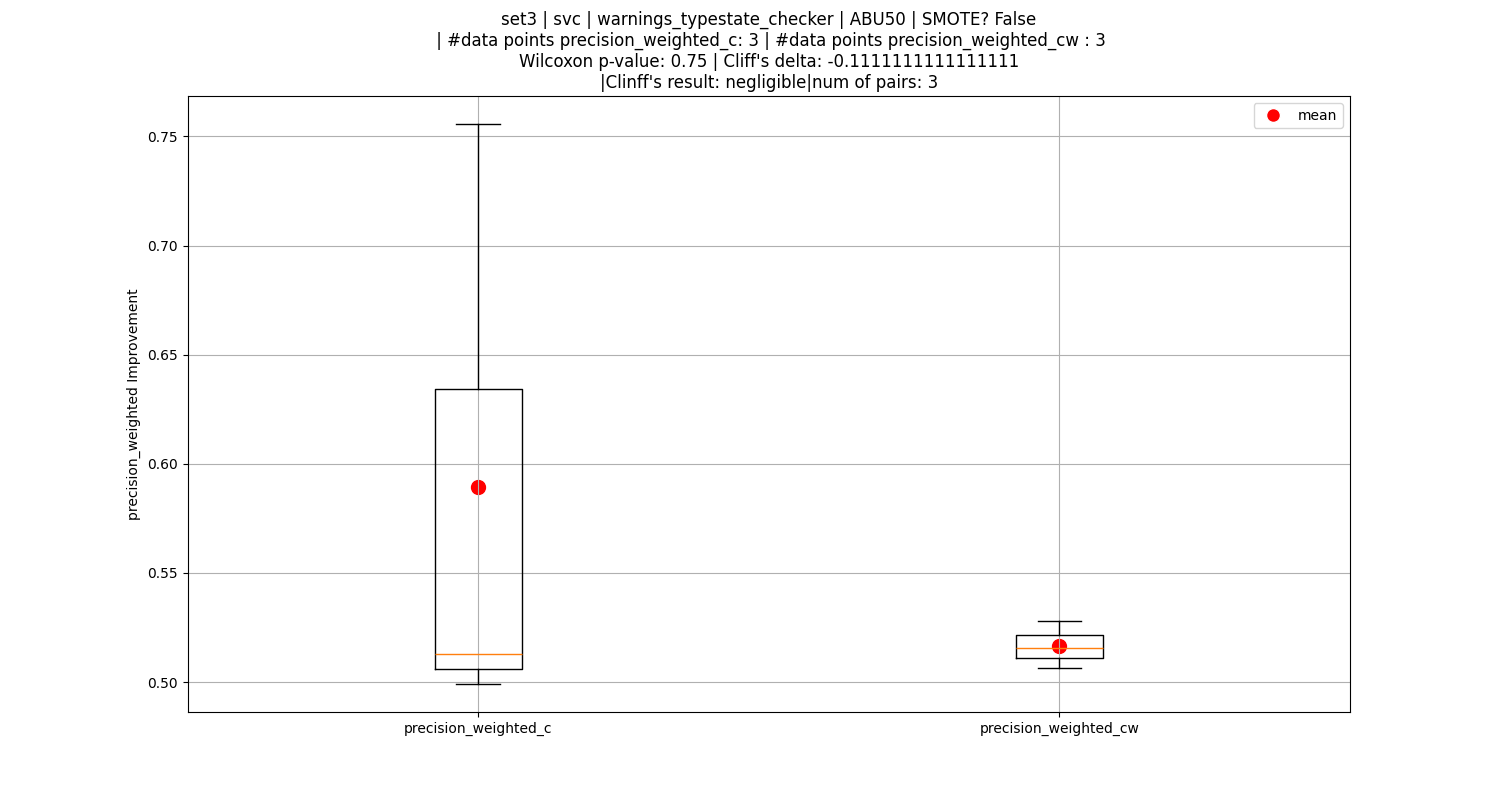 set3 | svc | warnings_typestate_checker | ABU50 | SMOTE? False
| #data points precision_weighted_c: 3 | #data points precision_weighted_cw : 3
Wilcoxon p-value: 0.75 | Cliff's delta: -0.1111111111111111
|Clinff's result: negligible|num of pairs: 3
mean
precision_weighted Improvement
0.75
0.70
0.65
0.60
0.55
0.50
precision_weighted_c
precision_weighted_cw